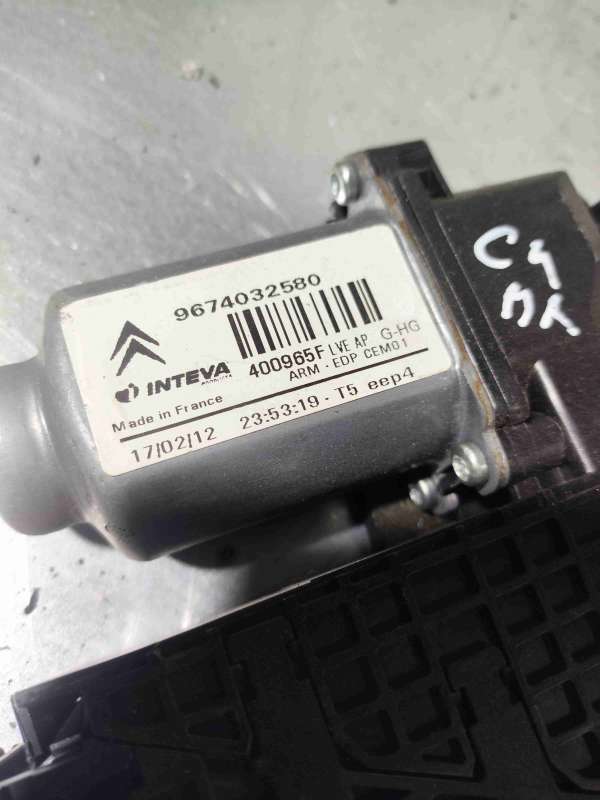 9674032580
INTEVA
PRODUCTS
400965F LVE AP G-HG
ARM - EDP CEM01
Made in France
17/02/12 23:53:19 - T5 eep4
C4